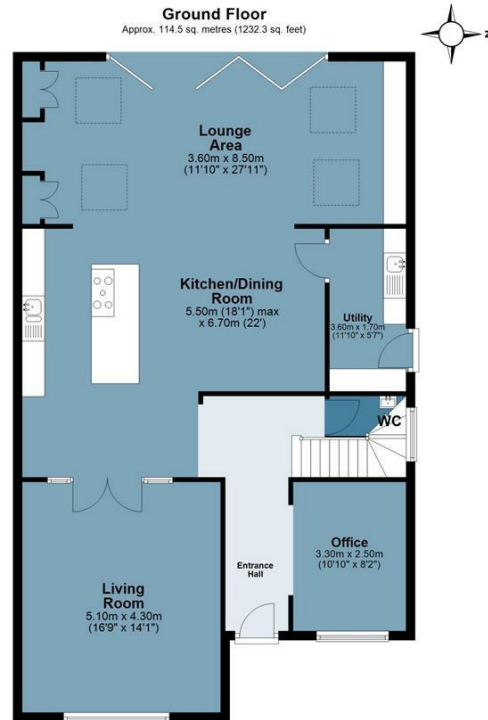 Ground Floor
Approx. 114.5 sq. metres (1232.3 sq. feet)
Z
Lounge
Area
3.60m x 8.50m
(11'10" x 27'11")
Kitchen/Dining
Room
5.50m (18'1") max
x 6.70m (22')
Utility
3.60m x 1.70m
(11'10" x 5'7")
WC
Entrance
Hall
Office
3.30m x 2.50m
(10'10" x 8'2")
Living
Room
5.10m x 4.30m
(16'9" x 14'1")